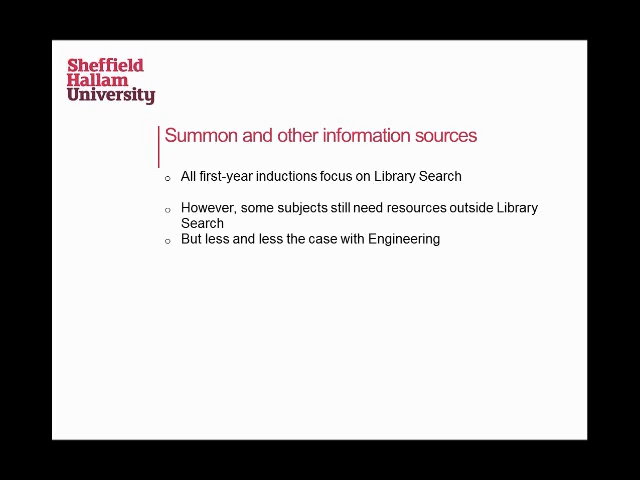 Sheffield
Hallam
University
Summon and other information sources
o All first-year inductions focus on Library Search
o However, some subjects still need resources outside Library
Search
o But less and less the case with Engineering